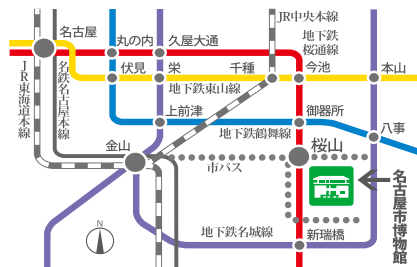 JR中央本線
名古屋
丸の内
久屋大通
地下鉄
桜通線
伏見
栄
千種
今池
本山
地下鉄東山線
JR東海道本線
名鉄名古屋本線
上前津
御器所
地下鉄鶴舞線
八事
金山
桜山
市バス
名古屋市博物館
N
地下鉄名城線
新瑞橋